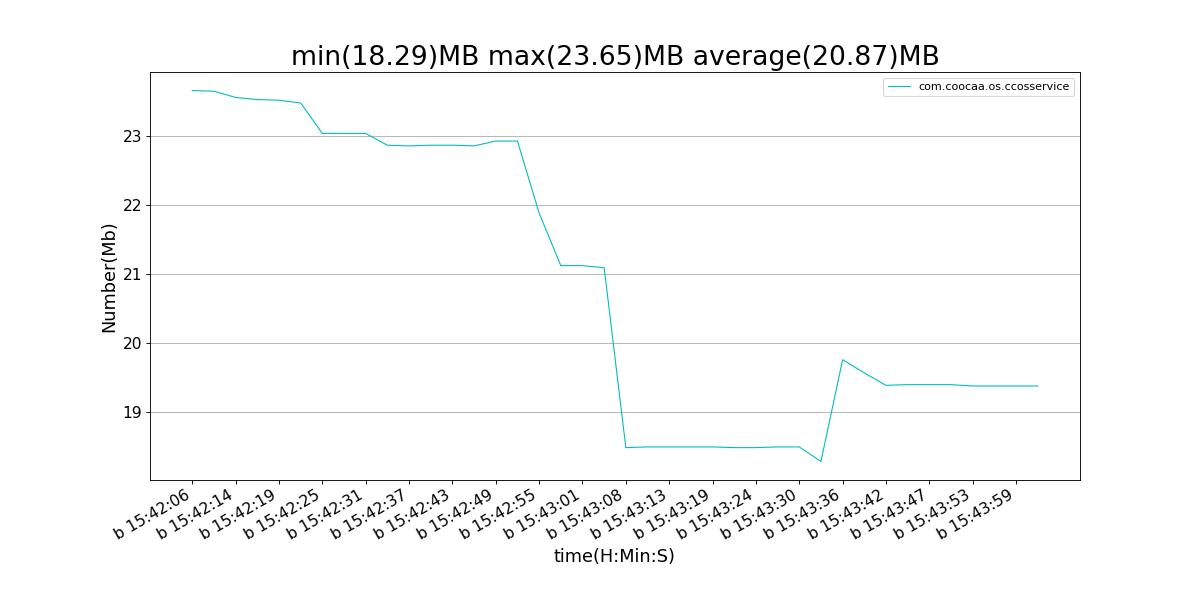 min(18.29)MB max(23.65)MB average(20.87)MB
com.coocaa.os.ccosservice
23
22
21
20
19
Number(Mb)
b 15:42:06
b 15:42:14
b 15:42:19
b 15:42:25
b 15:42:31
b 15:42:37
b 15:42:43
b 15:42:49
b 15:42:55
b 15:43:01
b 15:43:08
b 15:43:13
b 15:43:19
b 15:43:24
b 15:43:30
b 15:43:36
b 15:43:42
b 15:43:47
b 15:43:53
b 15:43:59
time(H:Min:S)